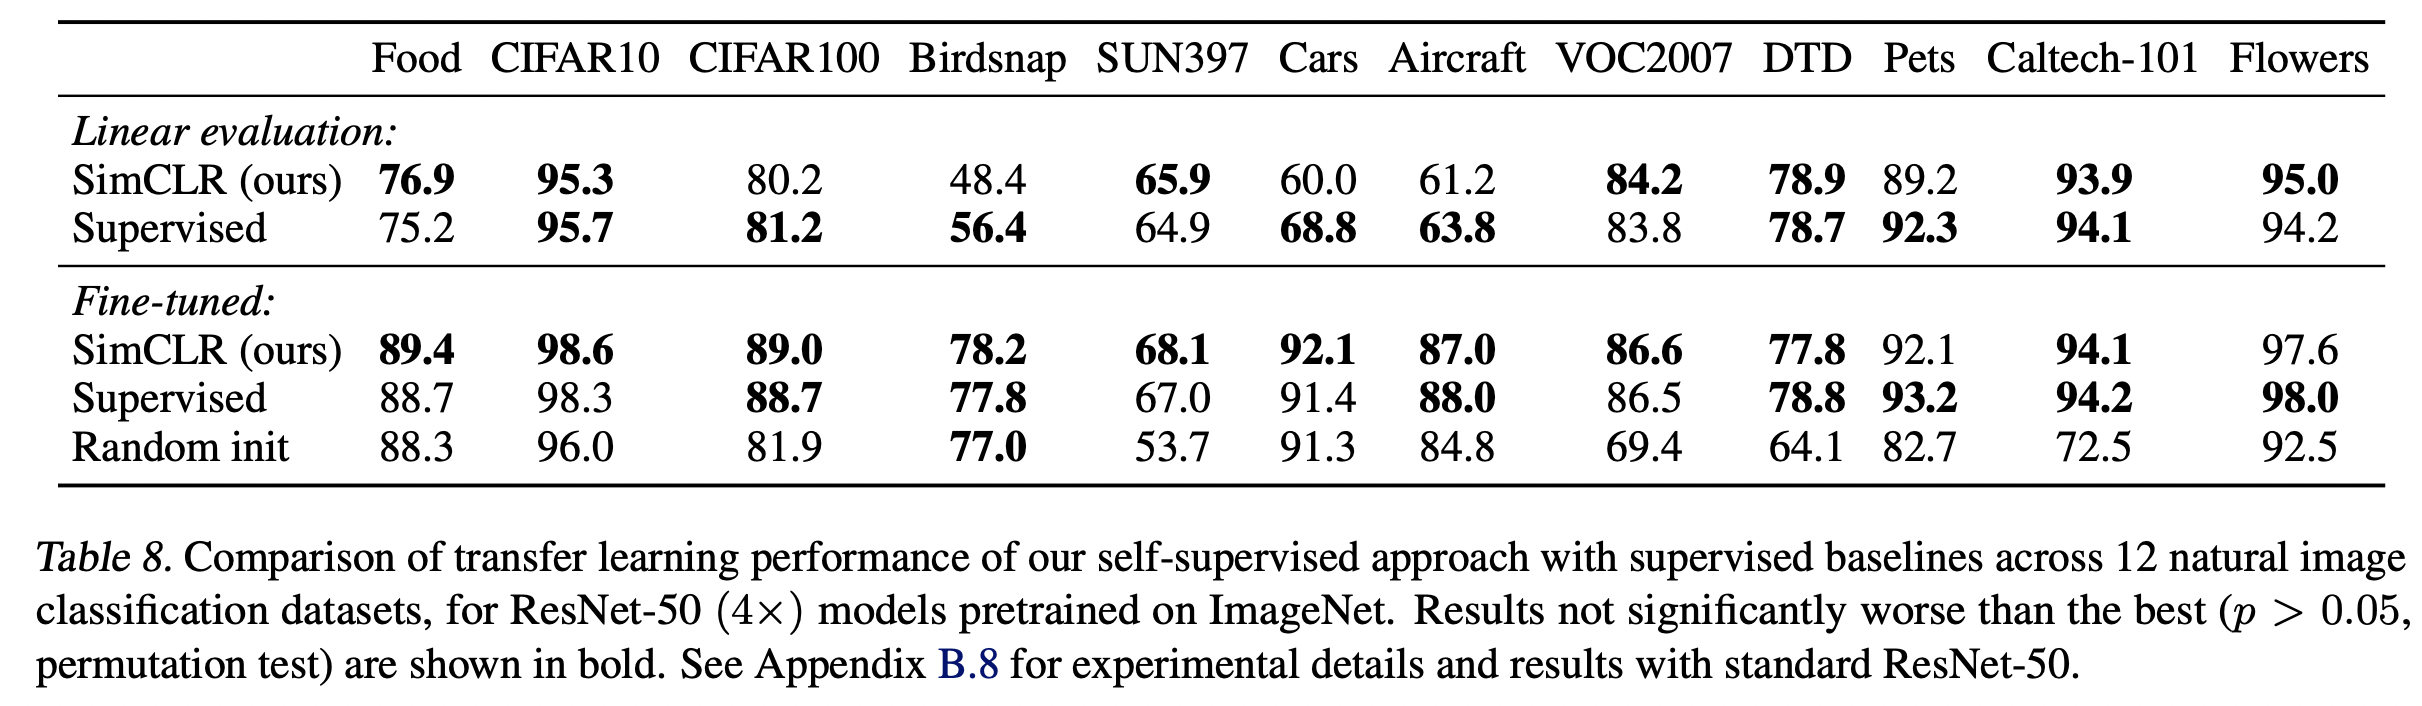 Food CIFAR10 CIFAR100 Birdsnap SUN397 Cars Aircraft VOC2007 DTD Pets Caltech-101 Flowers
Linear evaluation:
SimCLR (ours) 76.9 95.3 80.2 48.4 65.9 60.0 61.2 84.2 78.9 89.2 93.9 95.0
Supervised 75.2 95.7 81.2 56.4 64.9 68.8 63.8 83.8 78.7 92.3 94.1 94.2
Fine-tuned:
SimCLR (ours) 89.4 98.6 89.0 78.2 68.1 92.1 87.0 86.6 77.8 92.1 94.1 97.6
Supervised 88.7 98.3 88.7 77.8 67.0 91.4 88.0 86.5 78.8 93.2 94.2 98.0
Random init 88.3 96.0 81.9 77.0 53.7 91.3 84.8 69.4 64.1 82.7 72.5 92.5
Table 8. Comparison of transfer learning performance of our self-supervised approach with supervised baselines across 12 natural image
classification datasets, for ResNet-50 (4×) models pretrained on ImageNet. Results not significantly worse than the best (p > 0.05,
permutation test) are shown in bold. See Appendix B.8 for experimental details and results with standard ResNet-50.